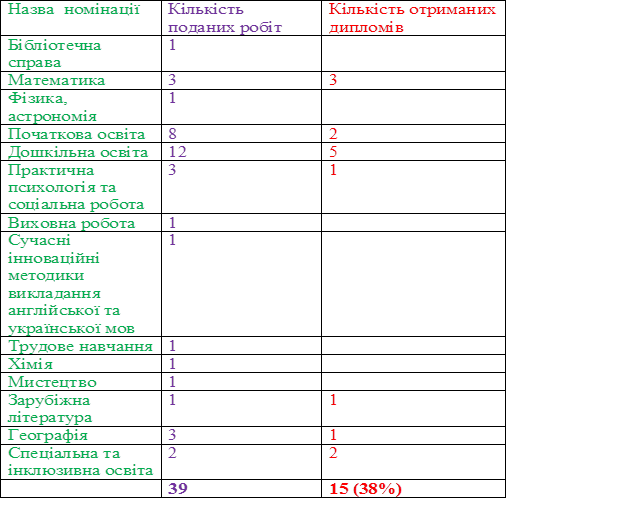 Назва номінації
Кількість
поданих робіт
Кількість отриманих
дипломів
Бібліотечна
справа
1
Математика
3
3
Фізика,
астрономія
1
Початкова освіта
8
2
Дошкільна освіта
12
5
Практична
психологія та
соціальна робота
3
1
Виховна робота
1
Сучасні
інноваційні
методики
викладання
англійської та
української мов
1
Трудове навчання
1
Хімія
1
Мистецтво
1
Зарубіжна
література
1
1
Географія
3
1
Спеціальна та
інклюзивна освіта
2
2
39
15 (38%)